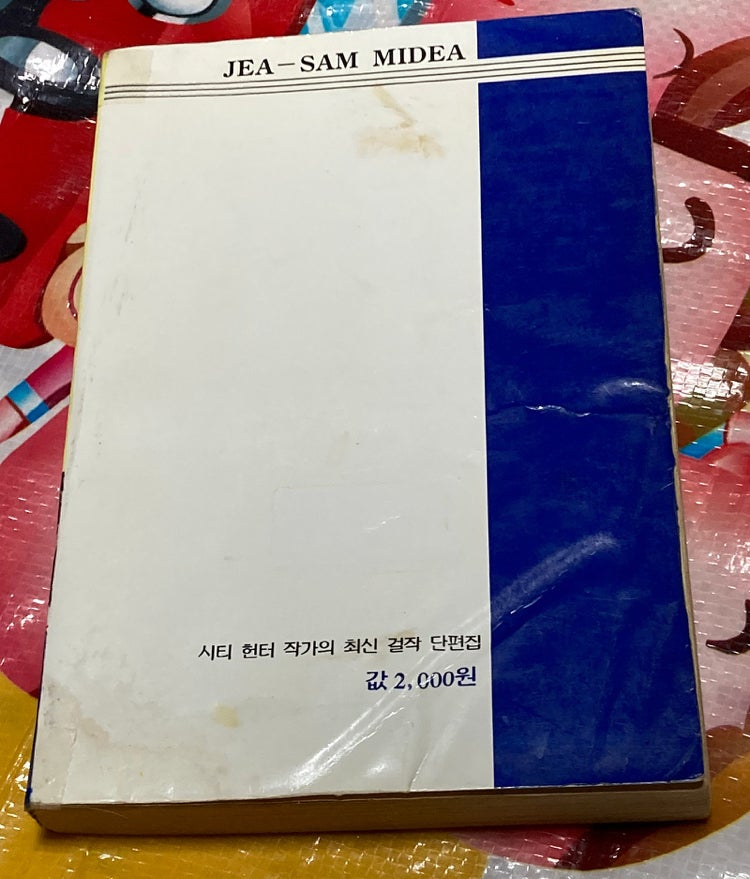 JEA－SAM MIDEA
시티 헌터 작가의 최신 걸작 단편집
값 2,000원